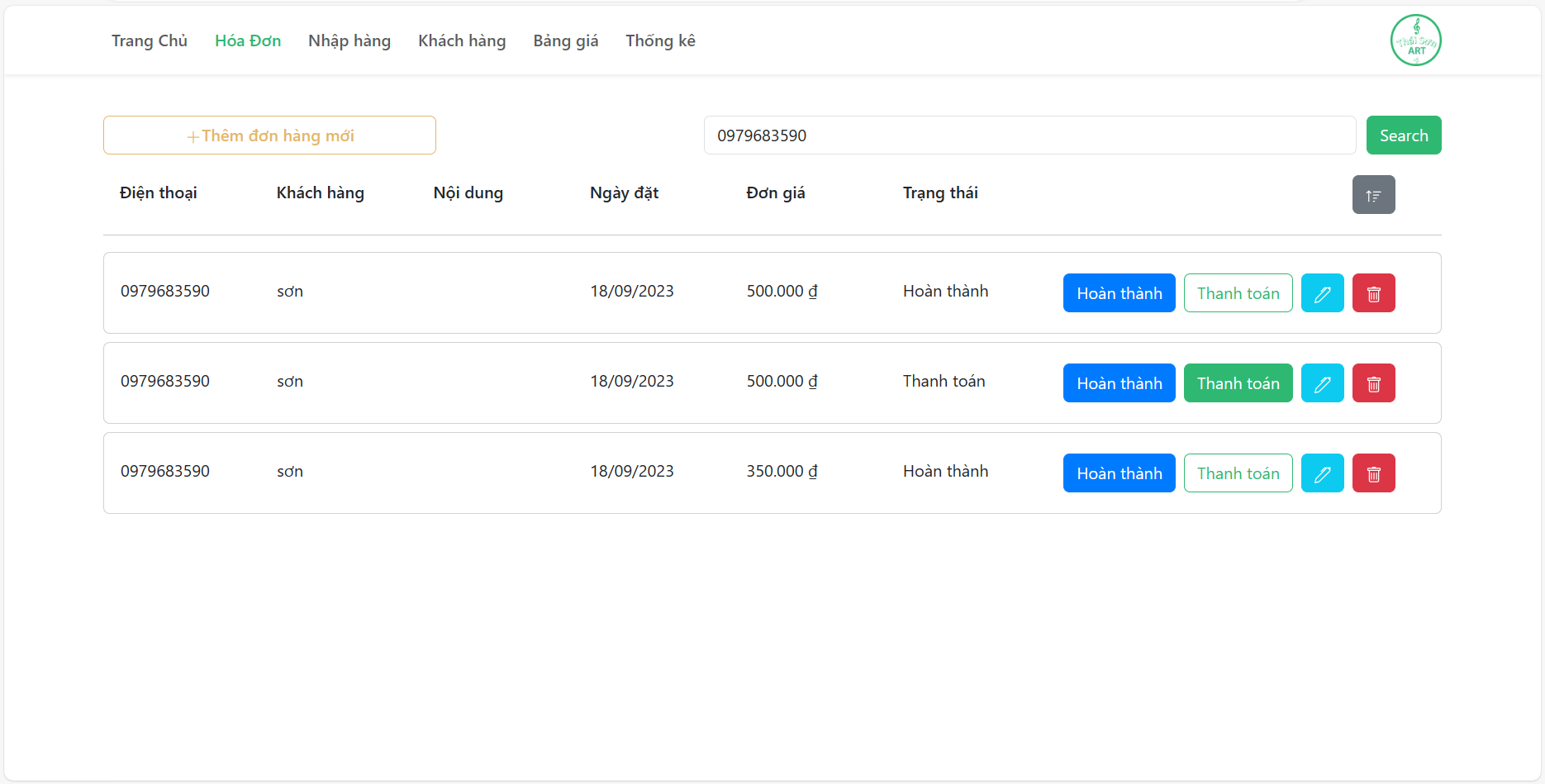 Trang Chủ Hóa Đơn Nhập hàng Khách hàng Bảng giá Thống kê
Thái Sơn
ART
+Thêm đơn hàng mới 0979683590 Search
Điện thoại Khách hàng Nội dung Ngày đặt Đơn giá Trạng thái
0979683590 sơn 18/09/2023 500.000 ₫ Hoàn thành Hoàn thành Thanh toán
0979683590 sơn 18/09/2023 500.000 ₫ Thanh toán Hoàn thành Thanh toán
0979683590 sơn 18/09/2023 350.000 ₫ Hoàn thành Hoàn thành Thanh toán